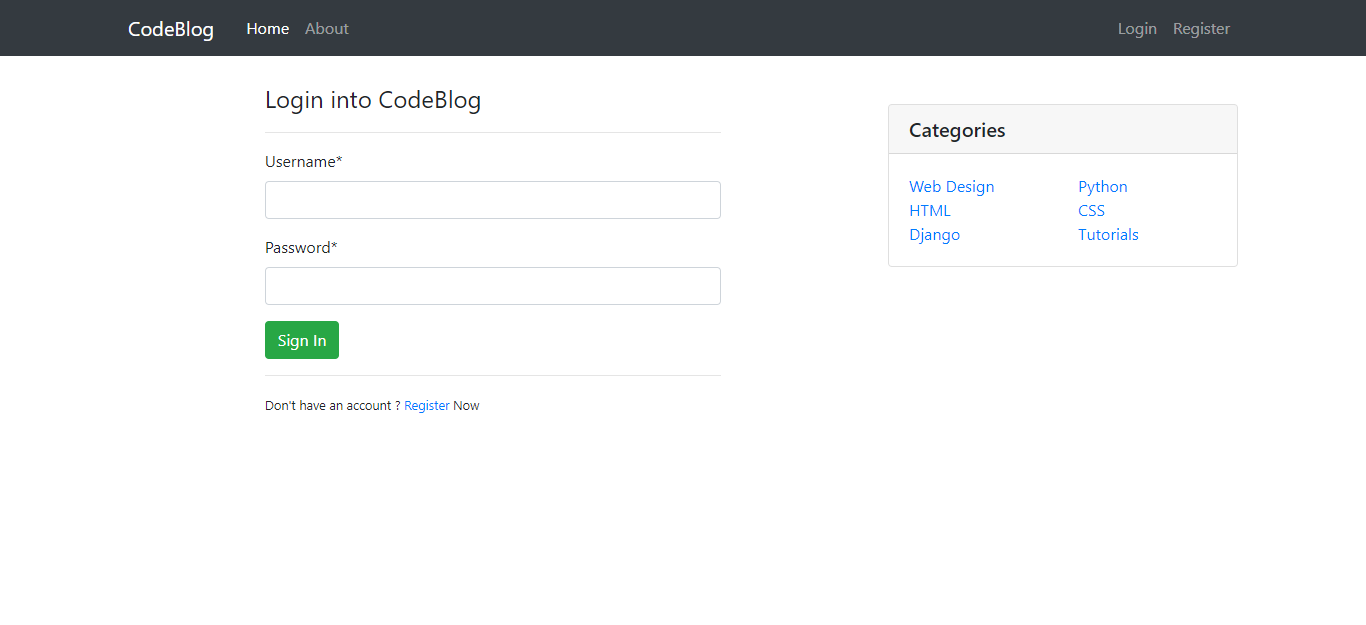 CodeBlog Home About Login Register
Login into CodeBlog
Username*
Password*
Sign In
Don't have an account ? Register Now
Categories
Web Design Python
HTML CSS
Django Tutorials